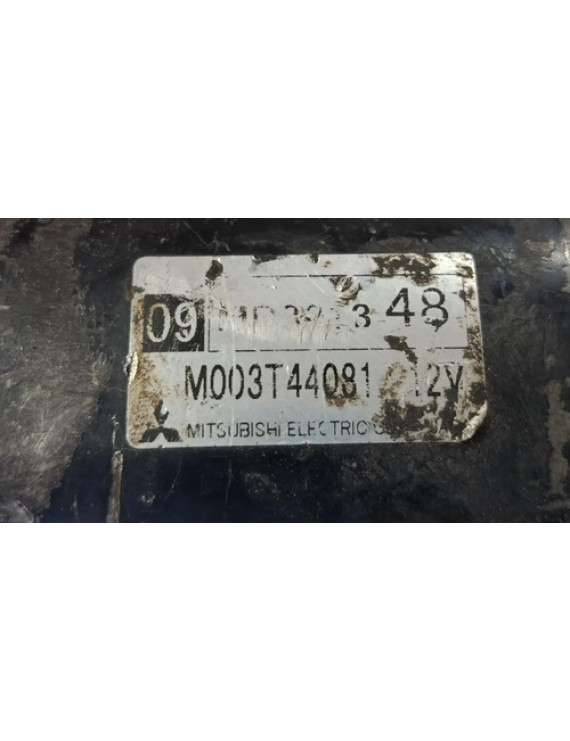 09 48
M003T44081 12V
MITSUBISHI ELECTRIC